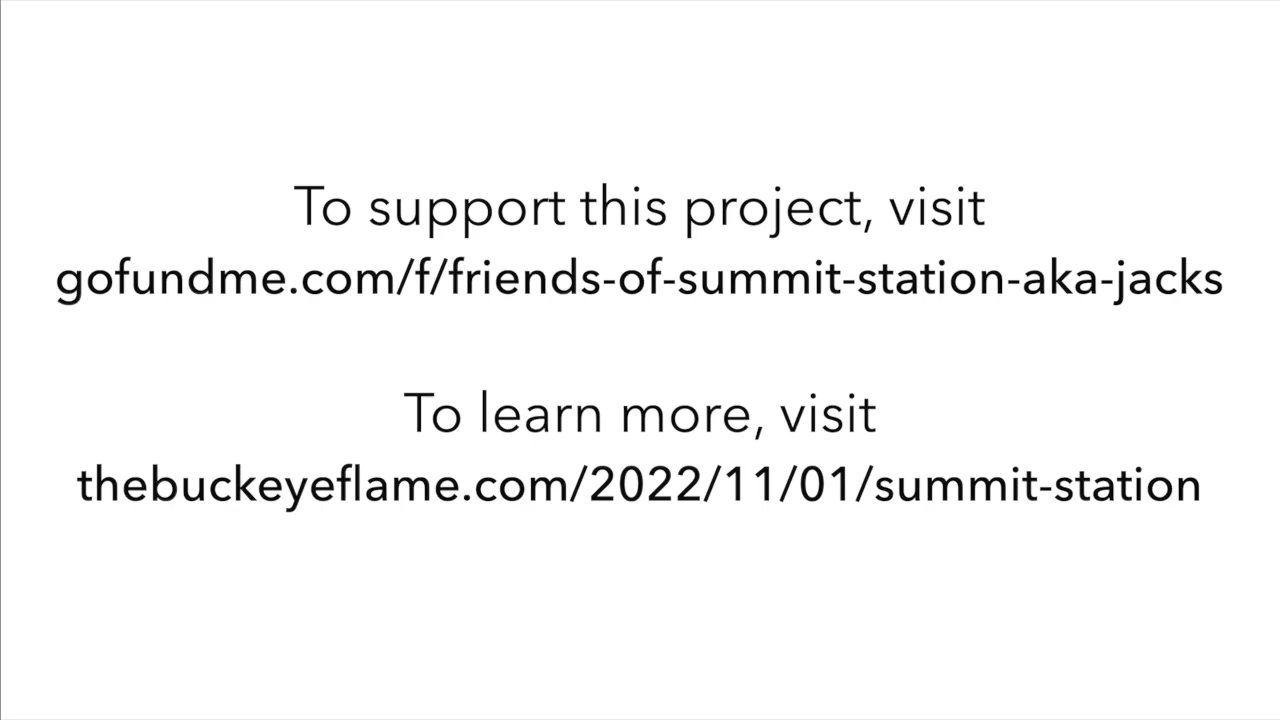 To support this project, visit
gofundme.com/f/friends-of-summit-station-aka-jacks
To learn more, visit
thebuckeyeflame.com/2022/11/01/summit-station